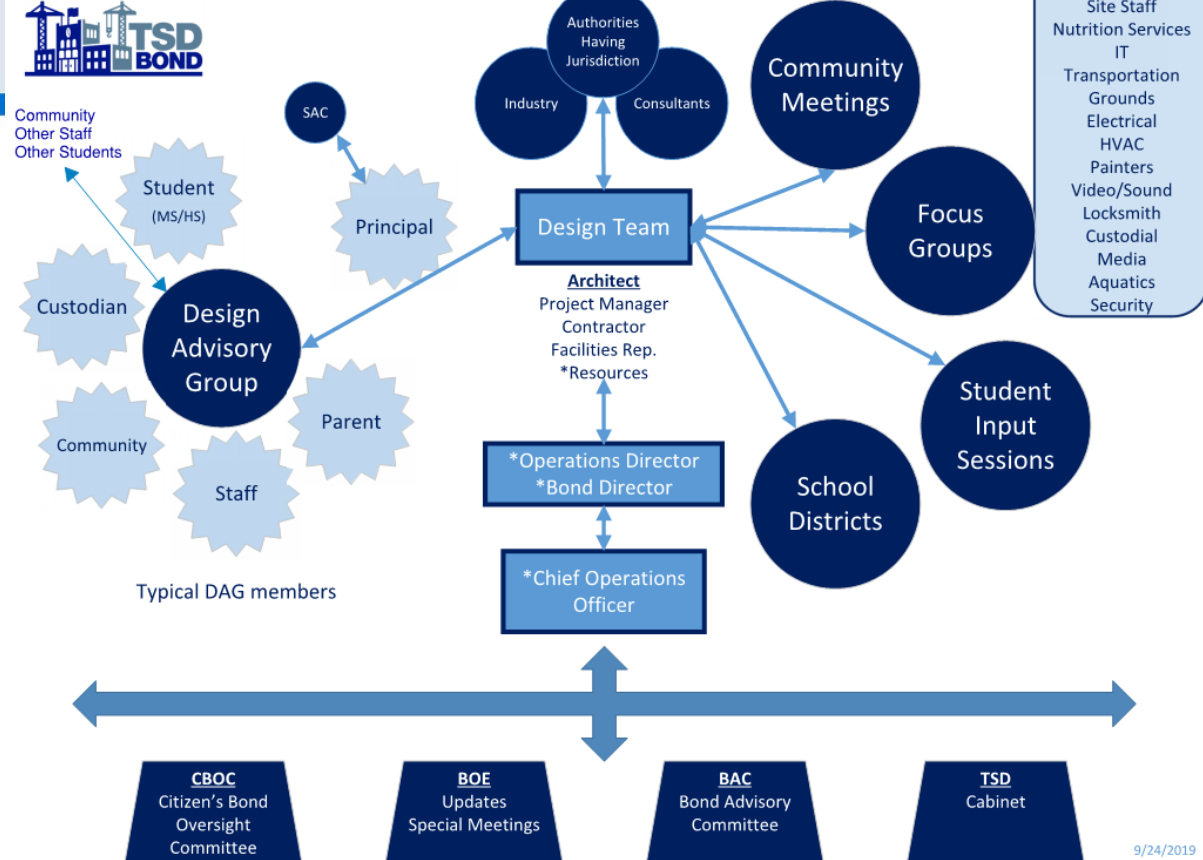 TSD
BOND
Community
Other Staff
Other Students
SAC
Student
(MS/HS)
Principal
Custodian
Design
Advisory
Group
Community
Parent
Staff
Typical DAG members
Authorities
Having
Jurisdiction
Industry
Consultants
Design Team
Architect
Project Manager
Contractor
Facilities Rep.
*Resources
*Operations Director
*Bond Director
*Chief Operations
Officer
Community
Meetings
Focus
Groups
Student
Input
Sessions
School
Districts
Site Staff
Nutrition Services
IT
Transportation
Grounds
Electrical
HVAC
Painters
Video/Sound
Locksmith
Custodial
Media
Aquatics
Security
CBOC
Citizen's Bond
Oversight
Committee
BOE
Updates
Special Meetings
BAC
Bond Advisory
Committee
TSD
Cabinet
9/24/2019